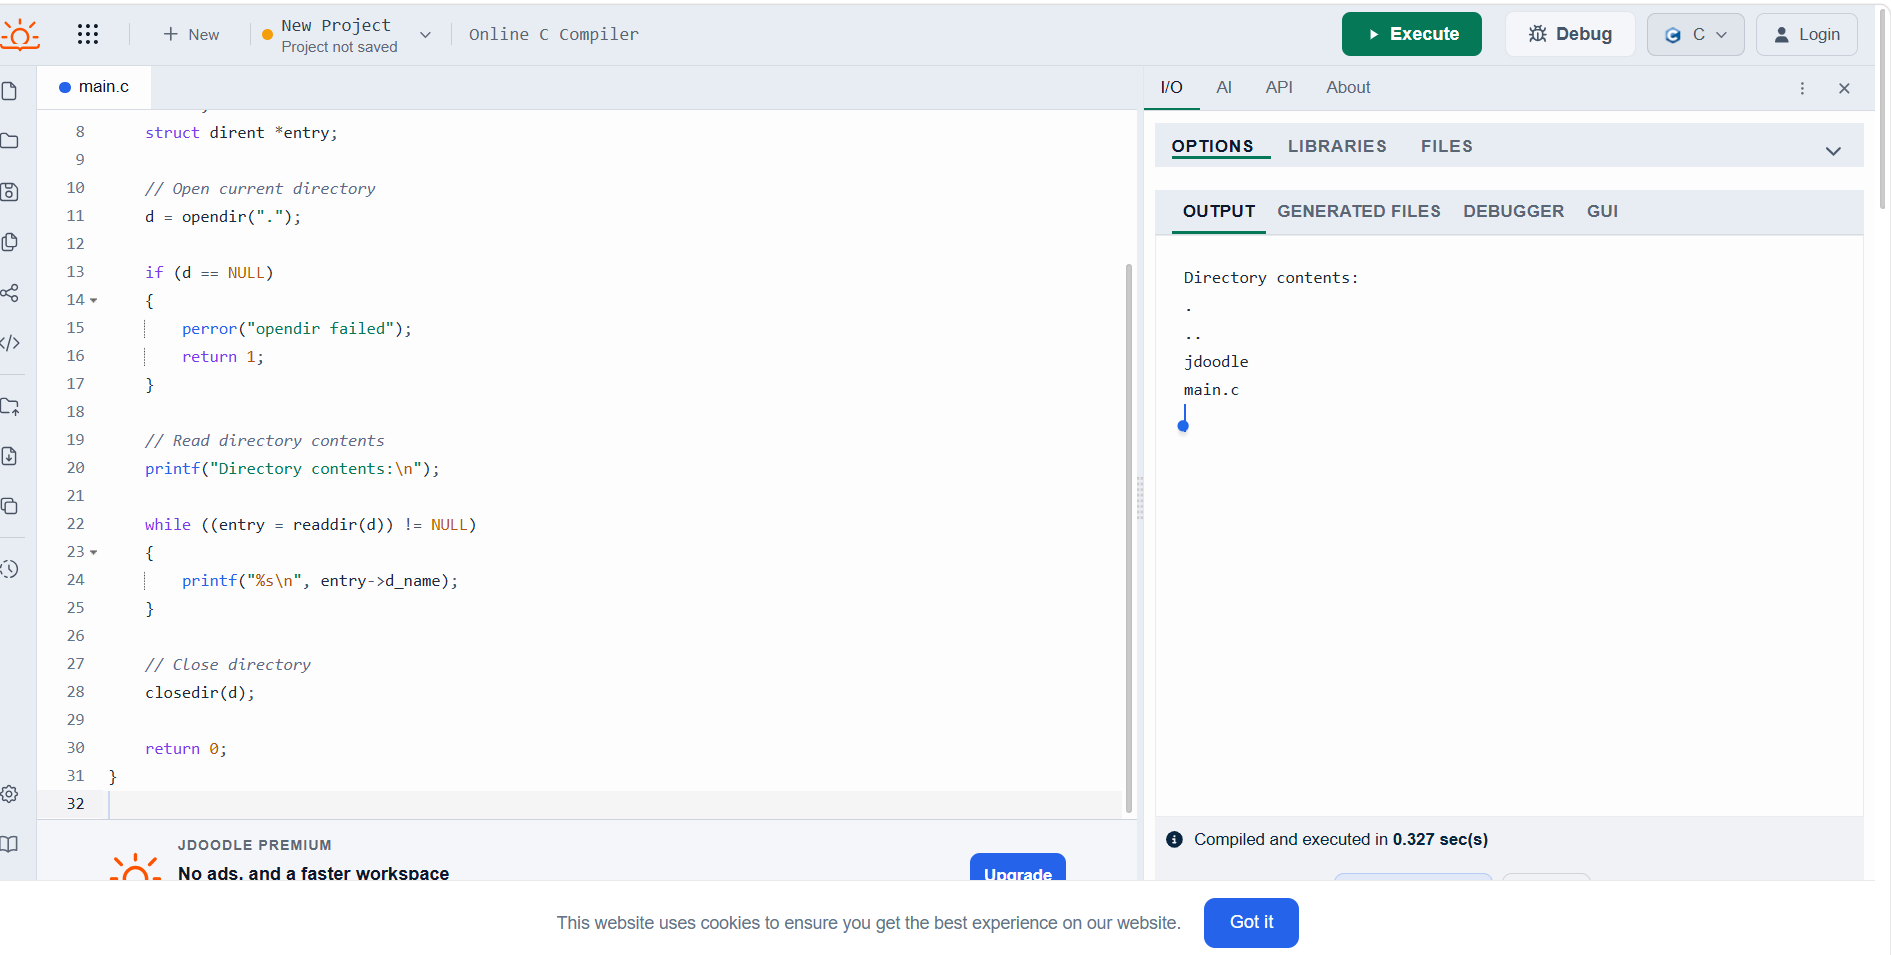 New
New Project
Project not saved
Online C Compiler
Execute
Debug
C
Login
main.c
8 struct dirent *entry;
9
10 // Open current directory
11 d = opendir(".");
12
13 if (d == NULL)
14 {
15 perror("opendir failed");
16 return 1;
17 }
18
19 // Read directory contents
20 printf("Directory contents:\n");
21
22 while ((entry = readdir(d)) != NULL)
23 {
24 printf("%s\n", entry->d_name);
25 }
26
27 // Close directory
28 closedir(d);
29
30 return 0;
31 }
32
JDOODLE PREMIUM
No ads, and a faster workspace
Upgrade
I/O AI API About
OPTIONS LIBRARIES FILES
OUTPUT GENERATED FILES DEBUGGER GUI
Directory contents:
.
..
jdoodle
main.c
Compiled and executed in 0.327 sec(s)
This website uses cookies to ensure you get the best experience on our website.
Got it